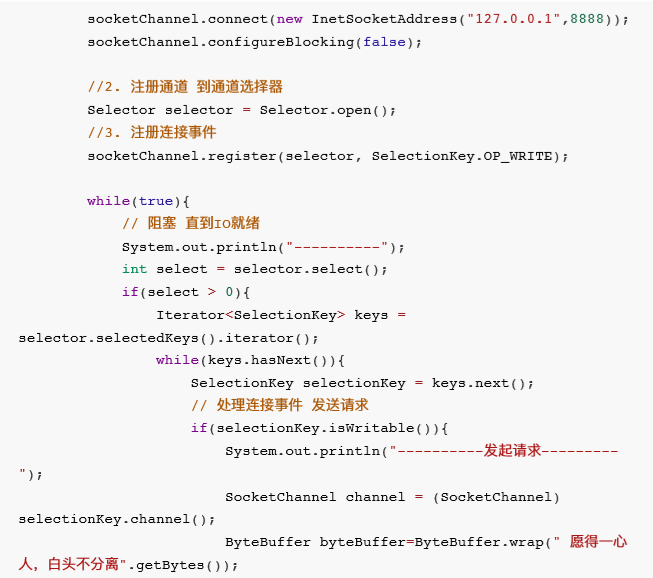 socketChannel.connect(new InetSocketAddress("127.0.0.1",8888));
socketChannel.configureBlocking(false);
//2. 注册通道 到通道选择器
Selector selector = Selector.open();
//3. 注册连接事件
socketChannel.register(selector, SelectionKey.OP_WRITE);
while(true){
// 阻塞 直到IO就绪
System.out.println("----------");
int select = selector.select();
if(select > 0){
Iterator<SelectionKey> keys =
selector.selectedKeys().iterator();
while(keys.hasNext()){
SelectionKey selectionKey = keys.next();
// 处理连接事件 发送请求
if(selectionKey.isWritable()){
System.out.println("----------发起请求---------
");
SocketChannel channel = (SocketChannel)
selectionKey.channel();
ByteBuffer byteBuffer=ByteBuffer.wrap(" 愿得一心
人，白头不分离".getBytes());